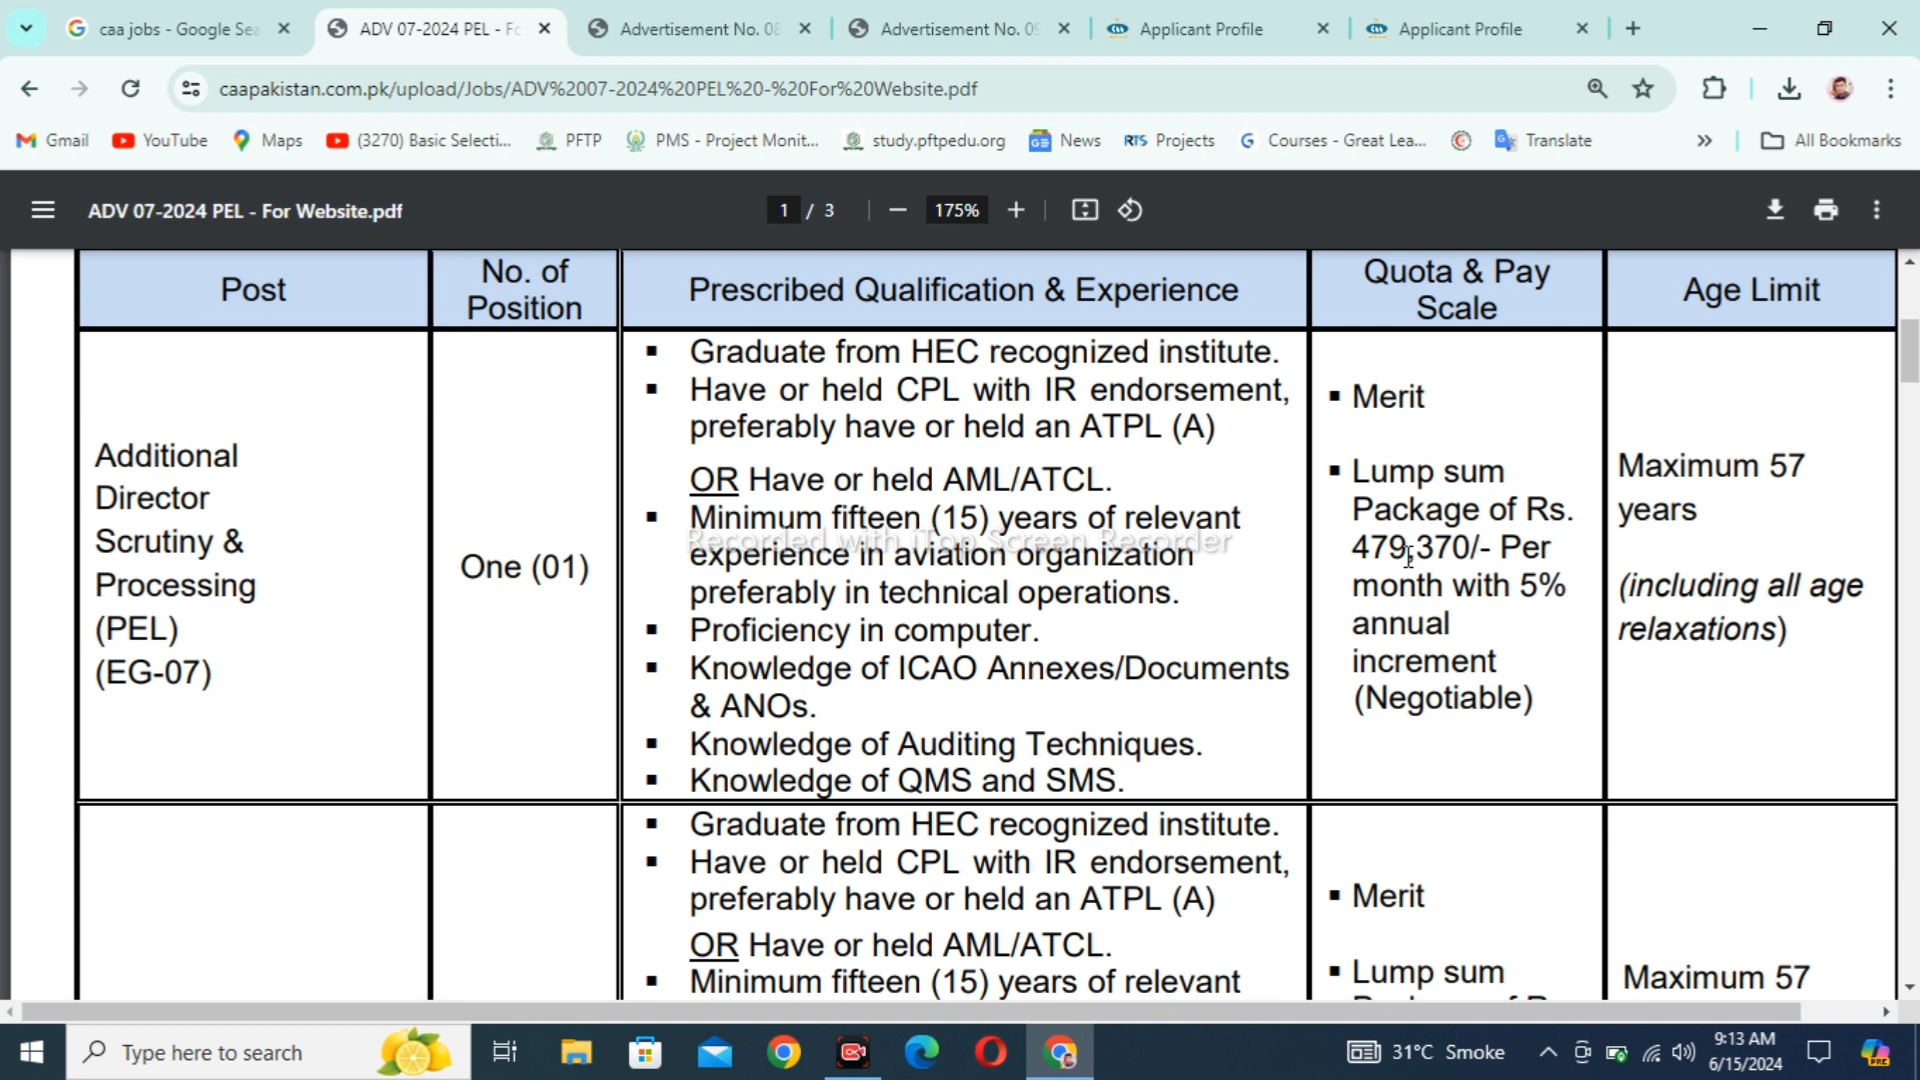 caa jobs - Google Sea
ADV 07-2024 PEL - Fo
Advertisement No. 08
Advertisement No. 09
Applicant Profile
Applicant Profile
caapakistan.com.pk/upload/Jobs/ADV%2007-2024%20PEL%20-%20For%20Website.pdf
Gmail
YouTube
Maps
(3270) Basic Selecti...
PFTP
PMS - Project Monit...
study.pftpedu.org
News
RTS Projects
Courses - Great Lea...
Translate
All Bookmarks
ADV 07-2024 PEL - For Website.pdf
1 / 3
175%
Post
No. of
Position
Prescribed Qualification & Experience
Quota & Pay
Scale
Age Limit
Additional
Director
Scrutiny &
Processing
(PEL)
(EG-07)
One (01)
▪ Graduate from HEC recognized institute.
▪ Have or held CPL with IR endorsement,
preferably have or held an ATPL (A)
OR Have or held AML/ATCL.
▪ Minimum fifteen (15) years of relevant
experience in aviation organization
preferably in technical operations.
▪ Proficiency in computer.
▪ Knowledge of ICAO Annexes/Documents
& ANOs.
▪ Knowledge of Auditing Techniques.
▪ Knowledge of QMS and SMS.
▪ Merit
▪ Lump sum
Package of Rs.
479,370/- Per
month with 5%
annual
increment
(Negotiable)
Maximum 57
years
(including all age
relaxations)
Recorded with iTop Screen Recorder
▪ Graduate from HEC recognized institute.
▪ Have or held CPL with IR endorsement,
preferably have or held an ATPL (A)
OR Have or held AML/ATCL.
▪ Minimum fifteen (15) years of relevant
▪ Merit
▪ Lump sum
Maximum 57
Type here to search
31°C Smoke
9:13 AM
6/15/2024
PRE